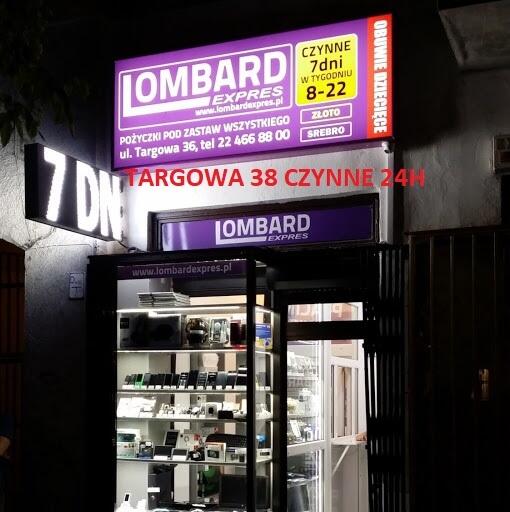 LOMBARD
EXPRES
www.lombardexpres.pl
POŻYCZKI POD ZASTAW WSZYSTKIEGO
ul. Targowa 36, tel 22 466 88 00
CZYNNE
7dni
W TYGODNIU
8-22
ZŁOTO
SREBRO
OBUWIE DZIECIĘCE
7 DN
TARGOWA 38 CZYNNE 24H
LOMBARD
EXPRES
www.lombardexpres.pl